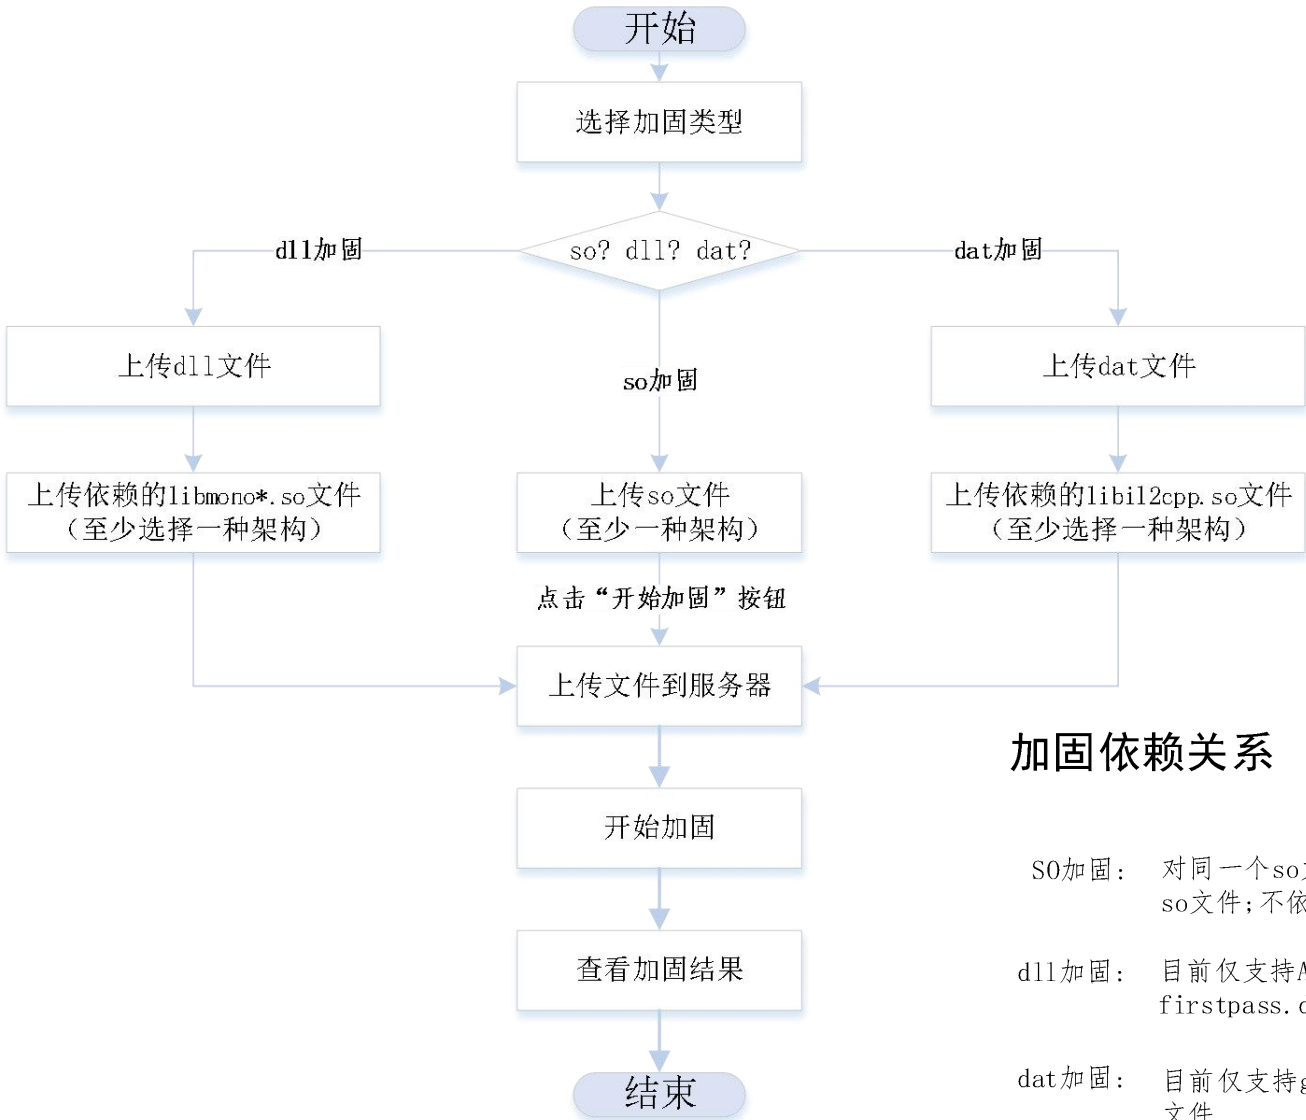 开始
选择加固类型
so? dll? dat?
dll加固
dat加固
上传dll文件
so加固
上传dat文件
上传依赖的libmono*.so文件
（至少选择一种架构）
上传so文件
（至少一种架构）
上传依赖的libil2cpp.so文件
（至少选择一种架构）
点击“开始加固”按钮
上传文件到服务器
加固依赖关系
开始加固
SO加固： 对同一个so
so文件;不依
查看加固结果
dll加固： 目前仅支持A
firstpass.
dat加固： 目前仅支持g
文件
结束